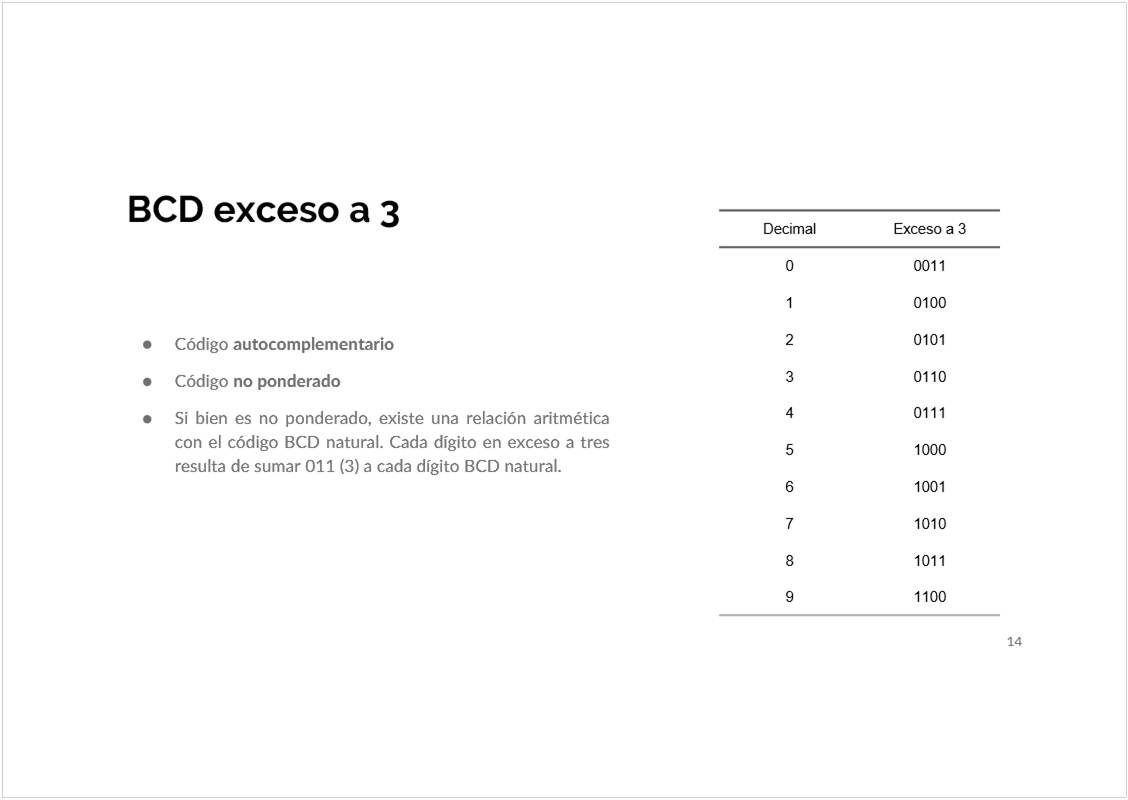 BCD exceso a 3
● Código autocomplementario
● Código no ponderado
● Si bien es no ponderado, existe una relación aritmética
con el código BCD natural. Cada dígito en exceso a tres
resulta de sumar 011 (3) a cada dígito BCD natural.
Decimal Exceso a 3
0 0011
1 0100
2 0101
3 0110
4 0111
5 1000
6 1001
7 1010
8 1011
9 1100
14